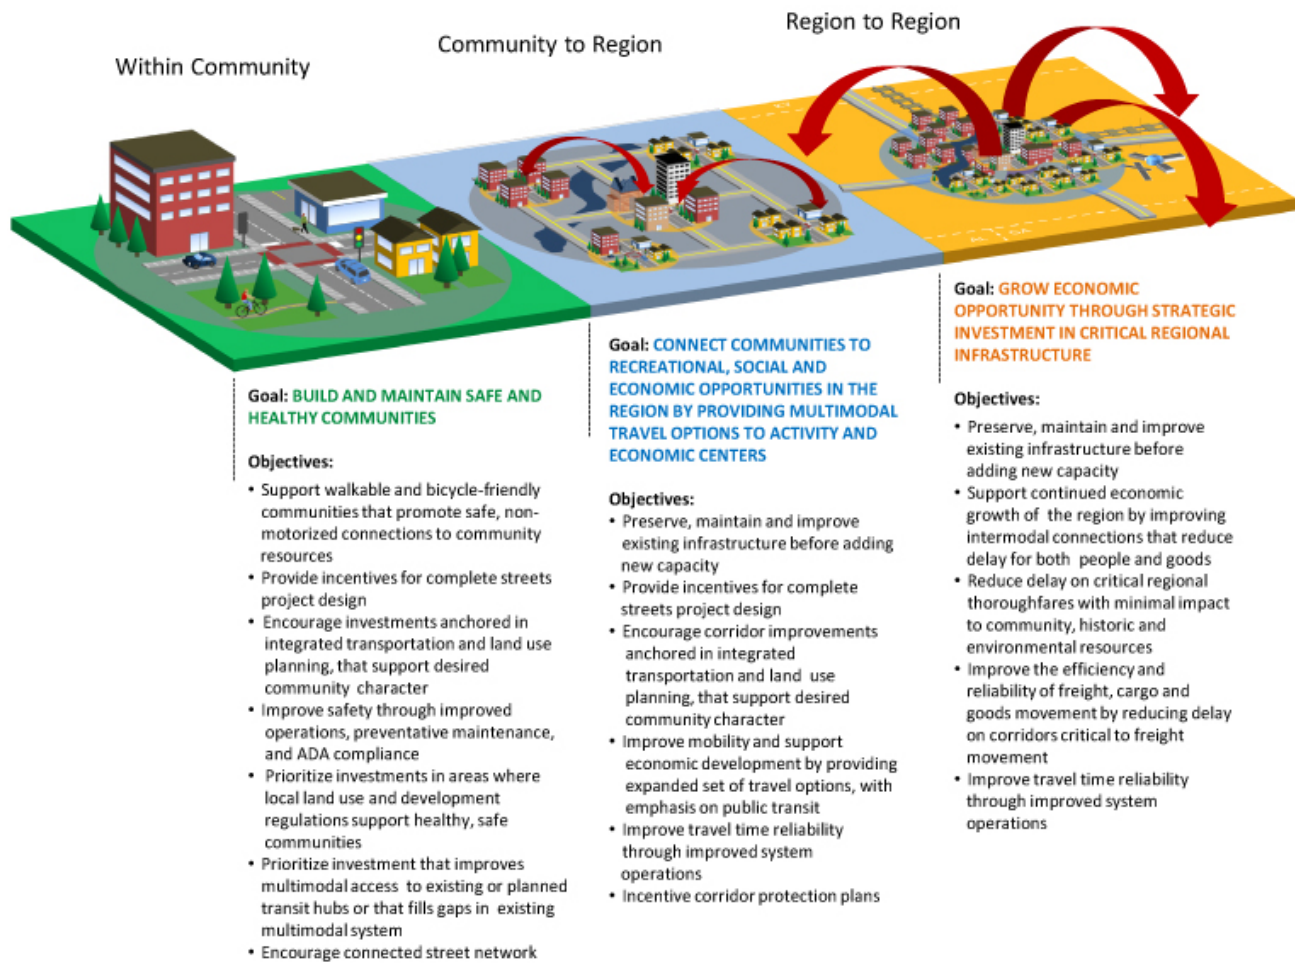 Within Community
Community to Region
Region to Region
Goal: BUILD AND MAINTAIN SAFE AND
HEALTHY COMMUNITIES
Objectives:
• Support walkable and bicycle-friendly
communities that promote safe, non-
motorized connections to community
resources
• Provide incentives for complete streets
project design
• Encourage investments anchored in
integrated transportation and land use
planning, that support desired
community character
• Improve safety through improved
operations, preventative maintenance,
and ADA compliance
• Prioritize investments in areas where
local land use and development
regulations support healthy, safe
communities
• Prioritize investment that improves
multimodal access to existing or planned
transit hubs or that fills gaps in existing
multimodal system
• Encourage connected street network
Goal: CONNECT COMMUNITIES TO
RECREATIONAL, SOCIAL AND
ECONOMIC OPPORTUNITIES IN THE
REGION BY PROVIDING MULTIMODAL
TRAVEL OPTIONS TO ACTIVITY AND
ECONOMIC CENTERS
Objectives:
• Preserve, maintain and improve
existing infrastructure before adding
new capacity
• Provide incentives for complete
streets project design
• Encourage corridor improvements
anchored in integrated
transportation and land use
planning, that support desired
community character
• Improve mobility and support
economic development by providing
expanded set of travel options, with
emphasis on public transit
• Improve travel time reliability
through improved system
operations
• Incentive corridor protection plans
Goal: GROW ECONOMIC
OPPORTUNITY THROUGH STRATEGIC
INVESTMENT IN CRITICAL REGIONAL
INFRASTRUCTURE
Objectives:
• Preserve, maintain and improve
existing infrastructure before
adding new capacity
• Support continued economic
growth of the region by improving
intermodal connections that reduce
delay for both people and goods
• Reduce delay on critical regional
thoroughfares with minimal impact
to community, historic and
environmental resources
• Improve the efficiency and
reliability of freight, cargo and
goods movement by reducing delay
on corridors critical to freight
movement
• Improve travel time reliability
through improved system
operations